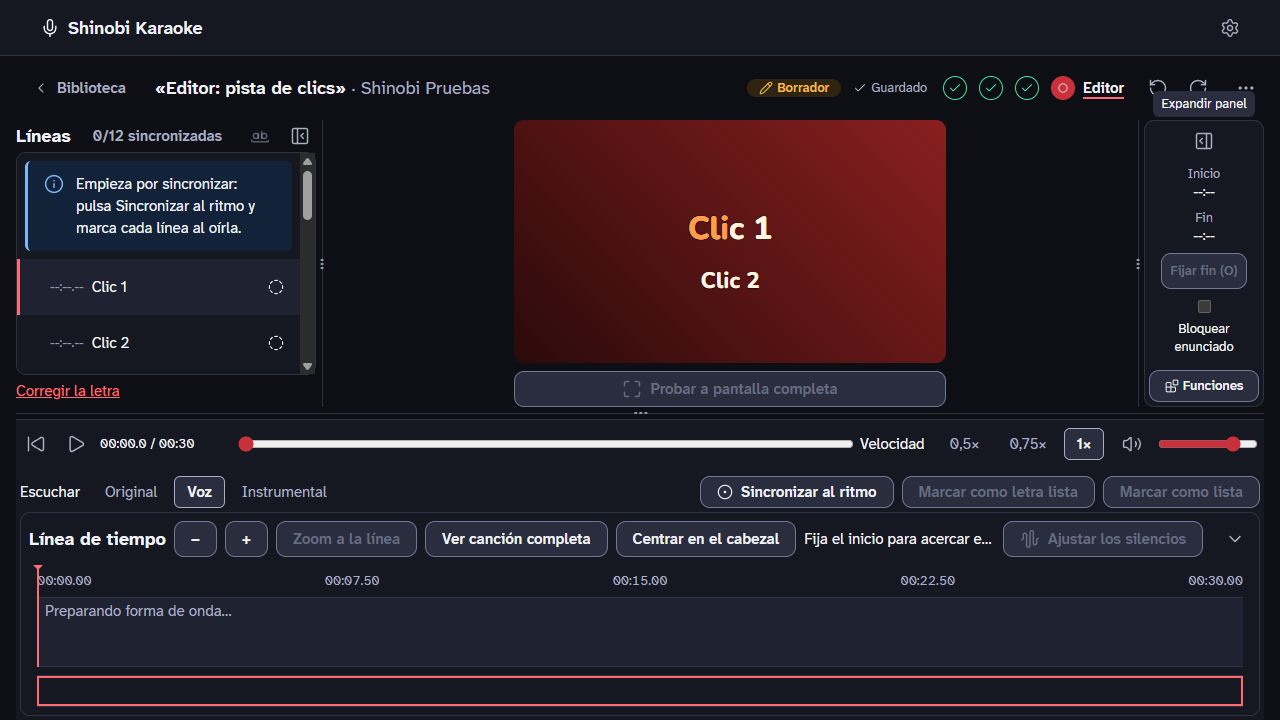 Shinobi Karaoke
Biblioteca
«Editor: pista de clics» · Shinobi Pruebas
Borrador
Guardado
Editor
Expandir panel
Líneas
0/12 sincronizadas
ab
Empieza por sincronizar:
pulsa Sincronizar al ritmo y
marca cada línea al oírla.
--:--.-- Clic 1
--:--.-- Clic 2
Corregir la letra
Clic 1
Clic 2
Probar a pantalla completa
Inicio
--:--
Fin
--:--
Fijar fin (O)
Bloquear
enunciado
Funciones
00:00.0 / 00:30
Velocidad
0,5×
0,75×
1×
Escuchar
Original
Voz
Instrumental
Sincronizar al ritmo
Marcar como letra lista
Marcar como lista
Línea de tiempo
−
+
Zoom a la línea
Ver canción completa
Centrar en el cabezal
Fija el inicio para acercar e...
Ajustar los silencios
00:00.00
00:07.50
00:15.00
00:22.50
00:30.00
Preparando forma de onda...